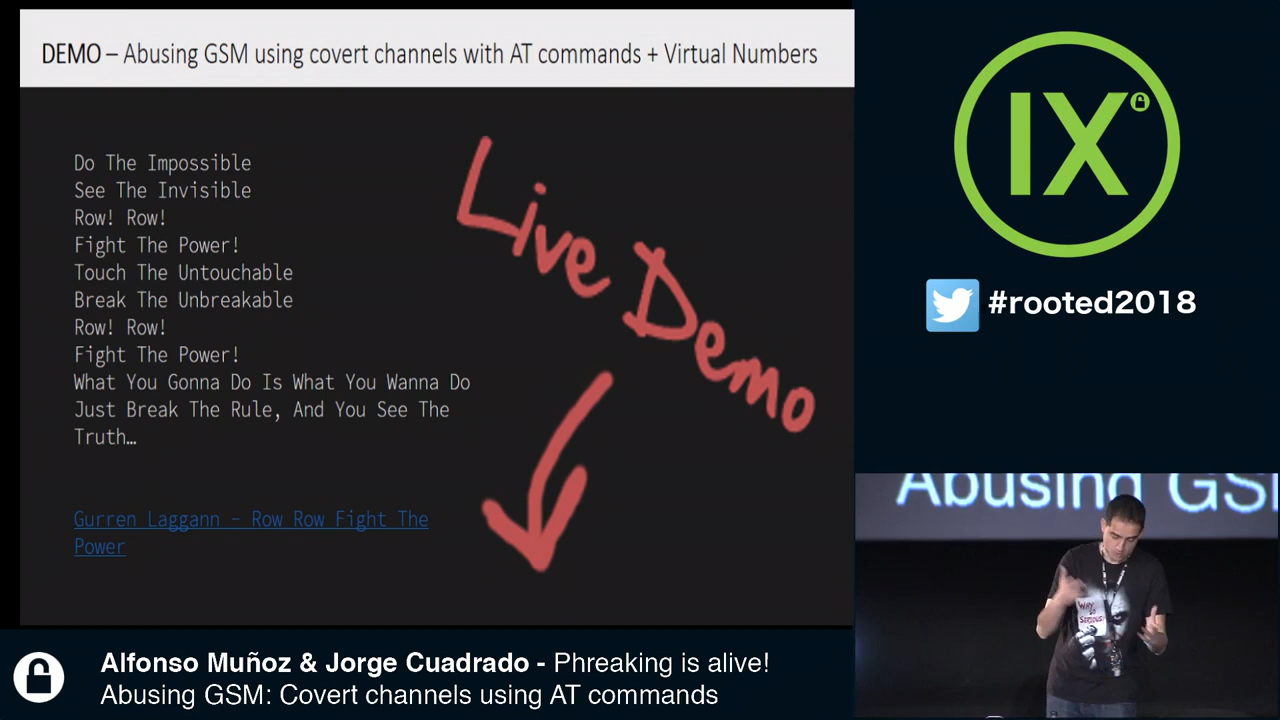 DEMO – Abusing GSM using covert channels with AT commands + Virtual Numbers
Do The Impossible
See The Invisible
Row! Row!
Fight The Power!
Touch The Untouchable
Break The Unbreakable
Row! Row!
Fight The Power!
What You Gonna Do Is What You Wanna Do
Just Break The Rule, And You See The
Truth…
Gurren Laggann – Row Row Fight The
Power
Live Demo
IX
#rooted2018
Abusing GS
WHY
SO
SERIOUS?
Alfonso Muñoz & Jorge Cuadrado - Phreaking is alive!
Abusing GSM: Covert channels using AT commands